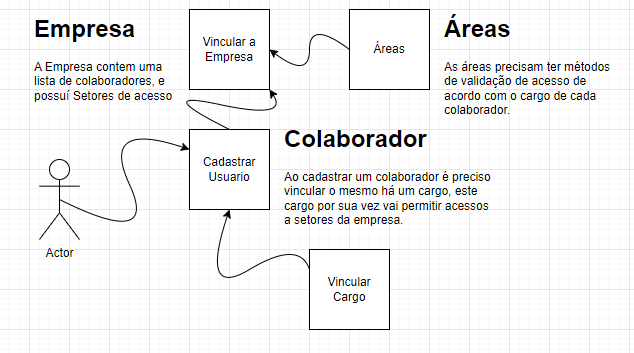 Empresa
A Empresa contem uma
lista de colaboradores, e
possuí Setores de acesso
Vincular a
Empresa
Áreas
Áreas
As áreas precisam ter métodos
de validação de acesso de
acordo com o cargo de cada
colaborador.
Cadastrar
Usuario
Colaborador
Ao cadastrar um colaborador é preciso
vincular o mesmo há um cargo, este
cargo por sua vez vai permitir acessos
a setores da empresa.
Actor
Vincular
Cargo